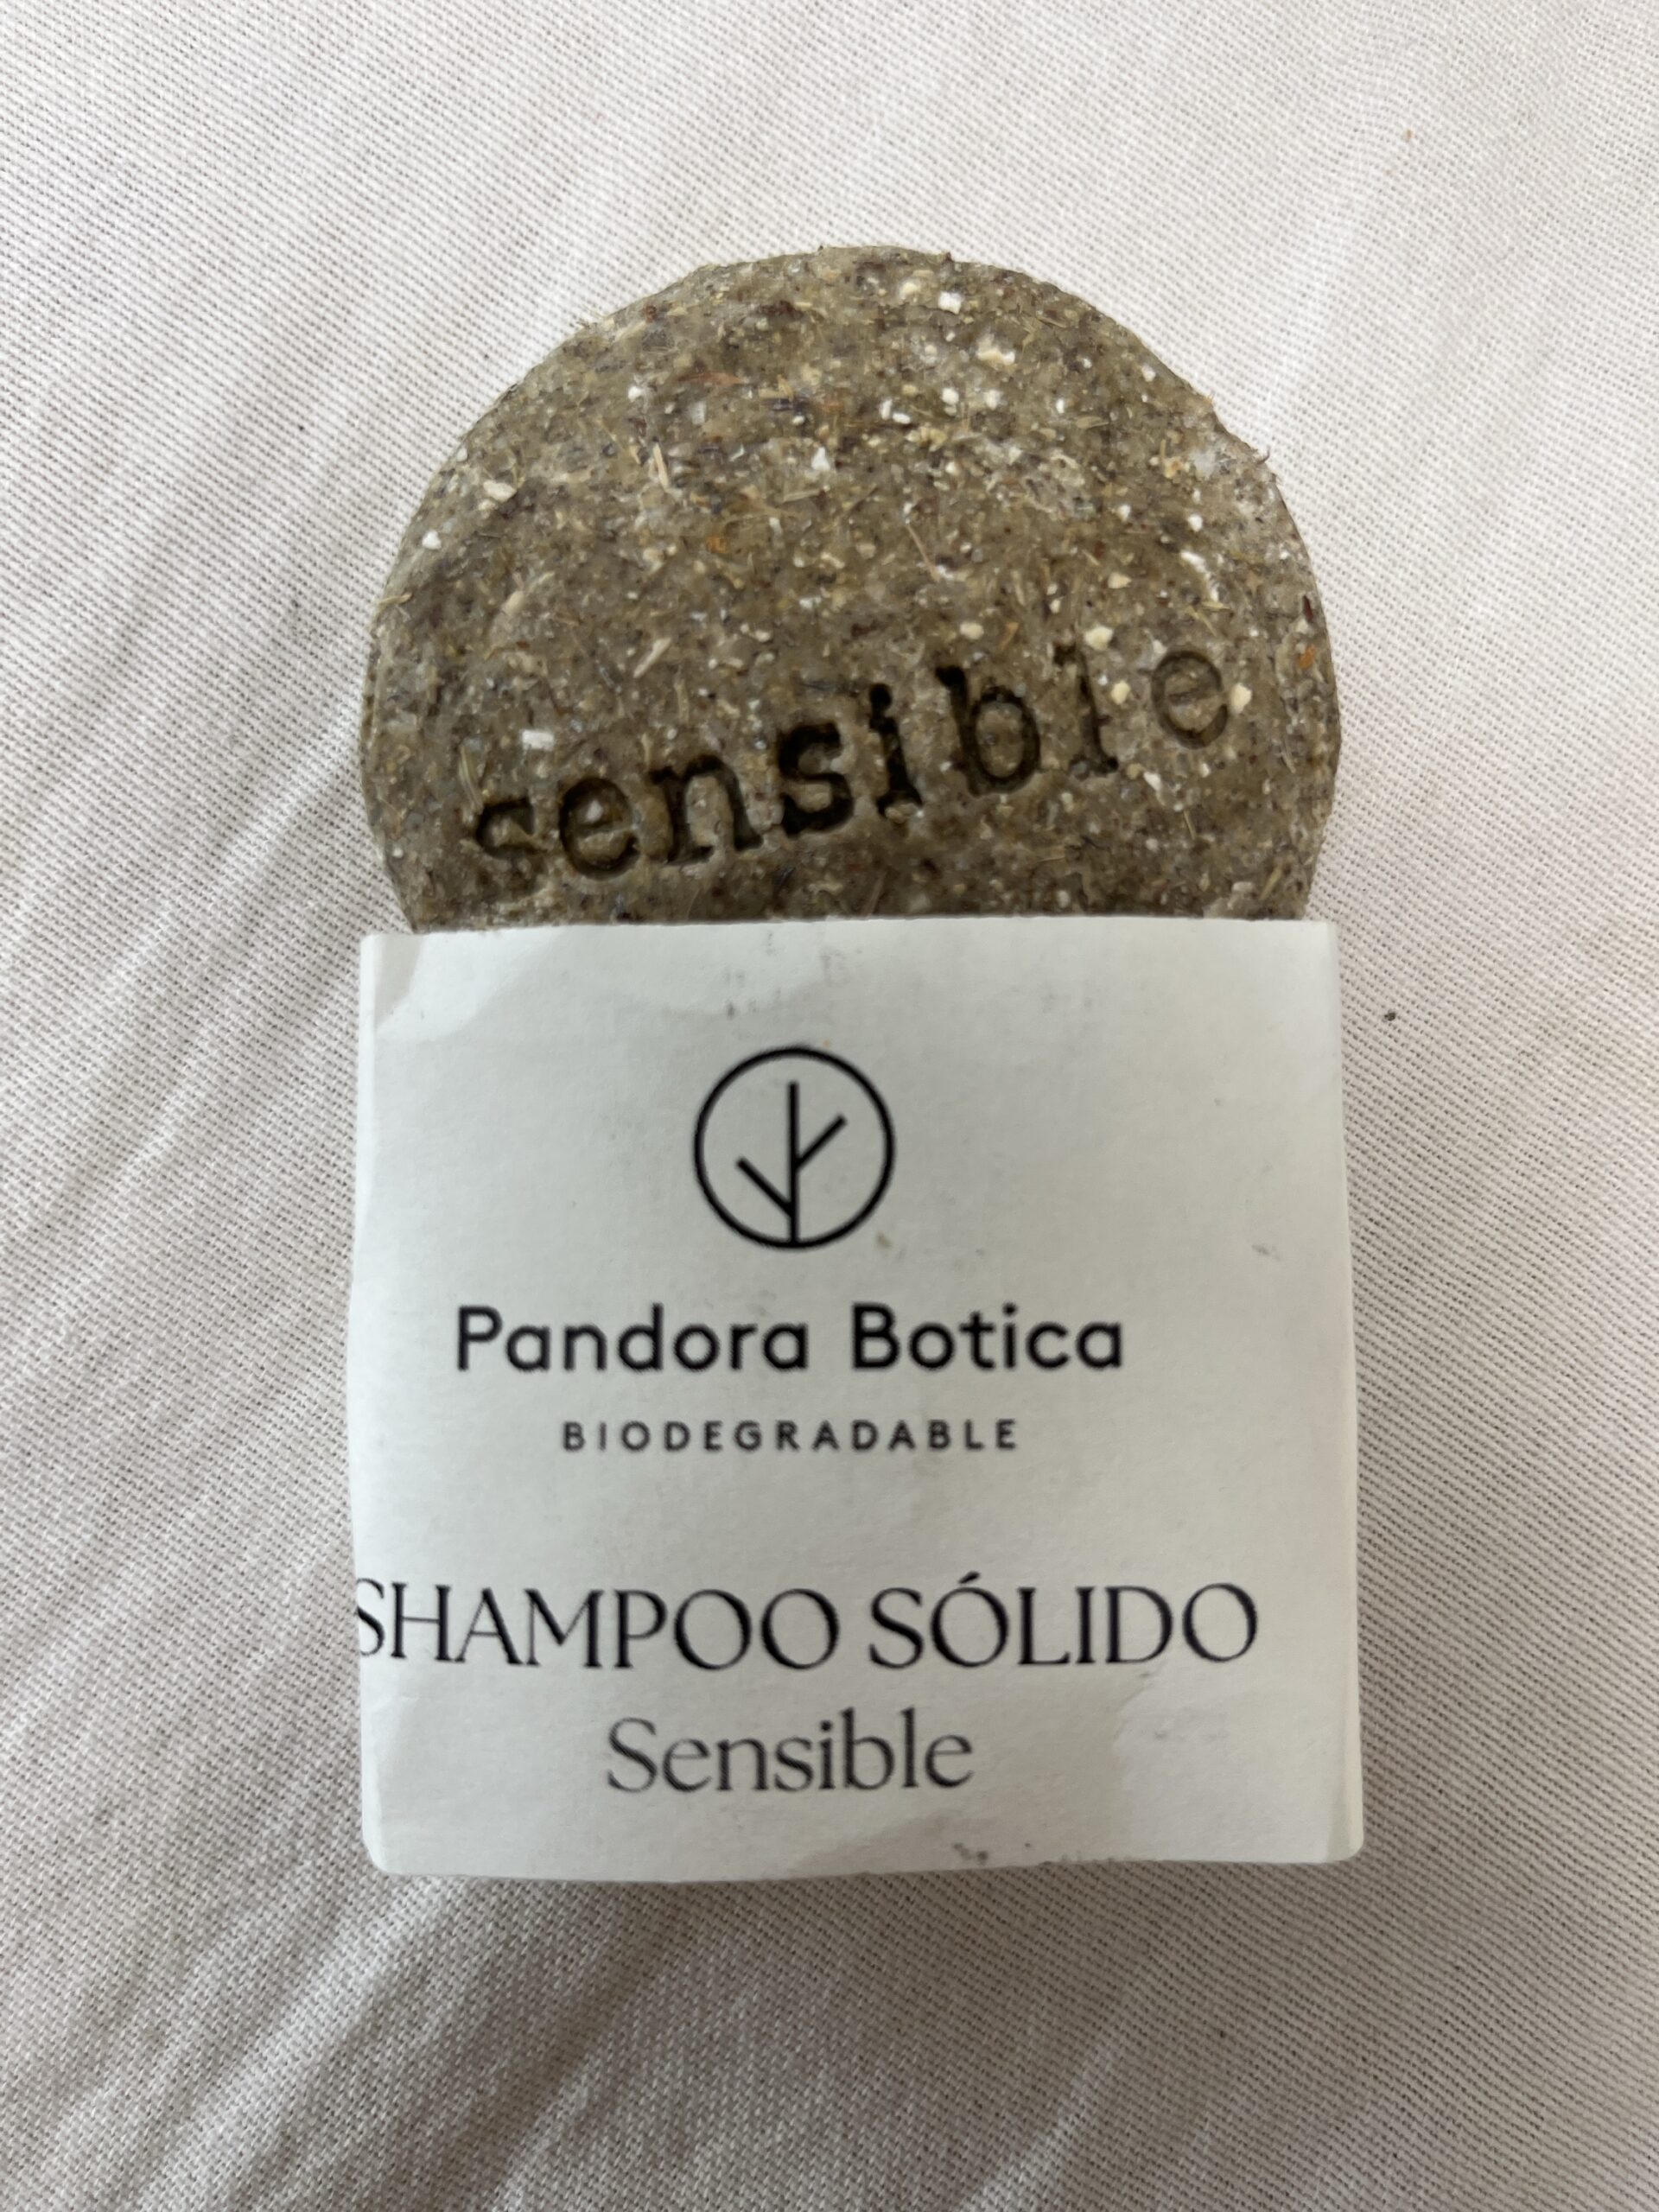 sensible
Pandora Botica
BIODEGRADABLE
SHAMPOO SÓLIDO
Sensible